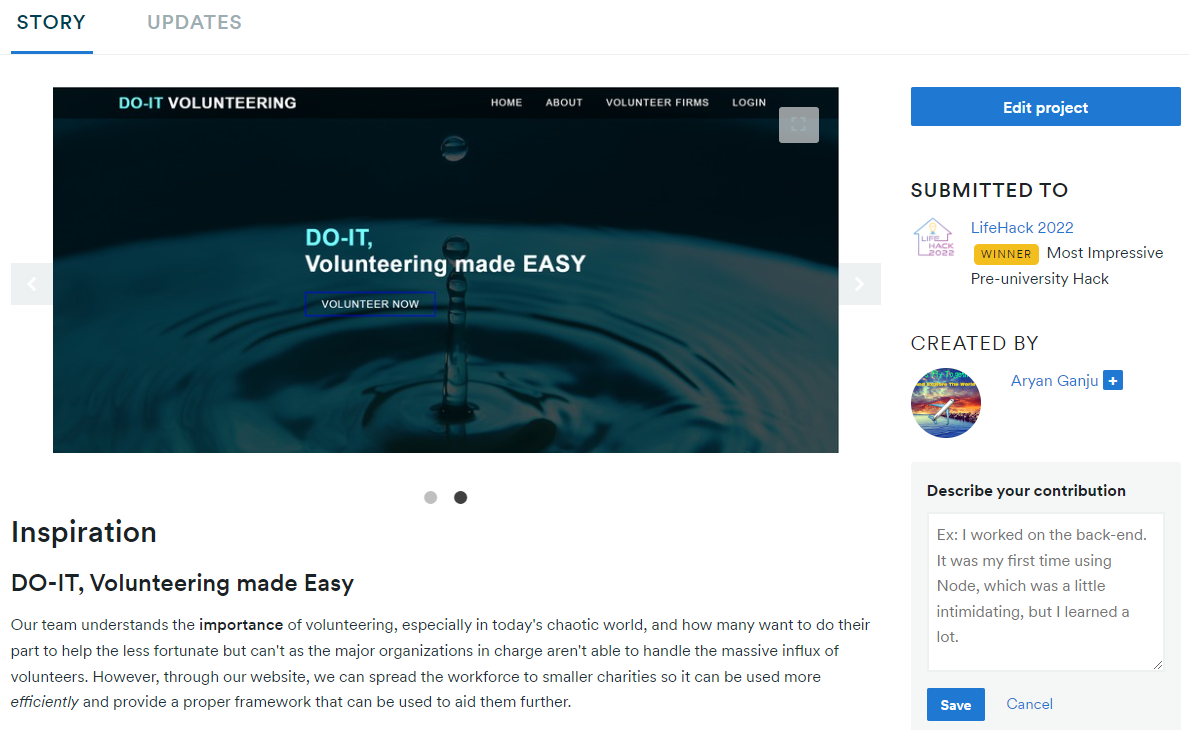 STORY
UPDATES
DO-IT VOLUNTEERING
HOME
ABOUT
VOLUNTEER FIRMS
LOGIN
DO-IT,
Volunteering made EASY
VOLUNTEER NOW
Inspiration
DO-IT, Volunteering made Easy
Our team understands the importance of volunteering, especially in today's chaotic world, and how many want to do their
part to help the less fortunate but can't as the major organizations in charge aren't able to handle the massive influx of
volunteers. However, through our website, we can spread the workforce to smaller charities so it can be used more
efficiently and provide a proper framework that can be used to aid them further.
Edit project
SUBMITTED TO
LIFE
HACK
2022
LifeHack 2022
WINNER Most Impressive
Pre-university Hack
CREATED BY
Aryan Ganju +
Describe your contribution
Ex: I worked on the back-end.
It was my first time using
Node, which was a little
intimidating, but I learned a
lot.
Save
Cancel